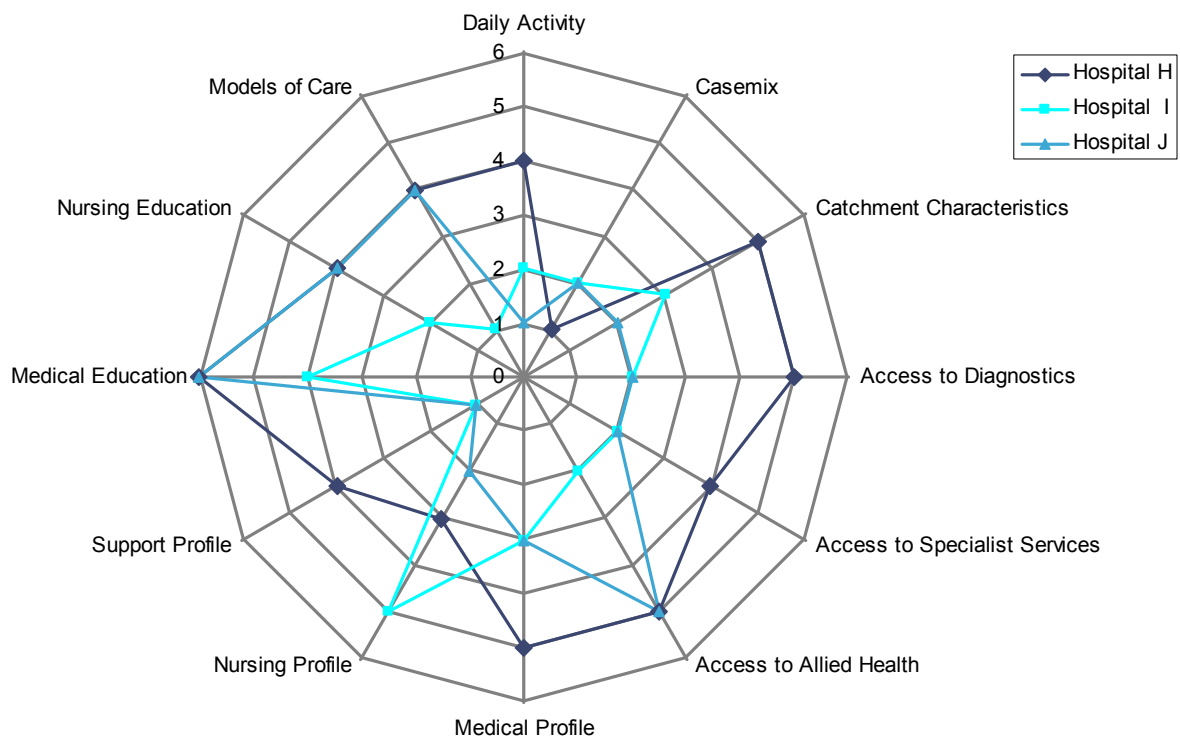 Daily Activity
Casemix
Catchment Characteristics
Access to Diagnostics
Access to Specialist Services
Access to Allied Health
Medical Profile
Nursing Profile
Support Profile
Medical Education
Nursing Education
Models of Care
6
5
4
3
2
1
0
Hospital H
Hospital I
Hospital J